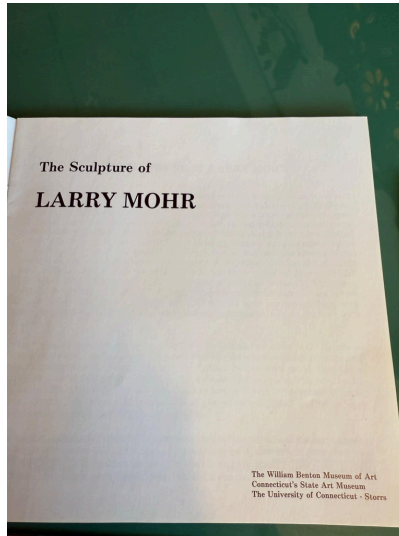 The Sculpture of
LARRY MOHR
The William Benton Museum of Art
Connecticut's State Art Museum
The University of Connecticut - Storrs